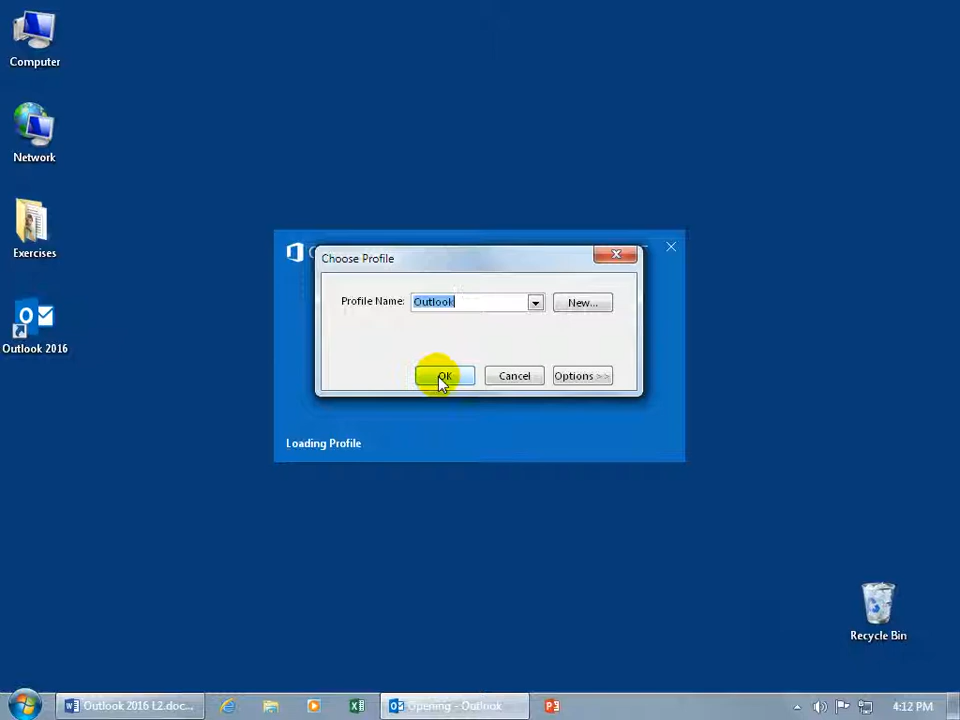 Computer
Network
Exercises
Outlook 2016
Choose Profile
Profile Name:
Outlook
New...
OK
Cancel
Options >>
Loading Profile
Recycle Bin
Outlook 2016 L2.doc...
Opening - Outlook
4:12 PM